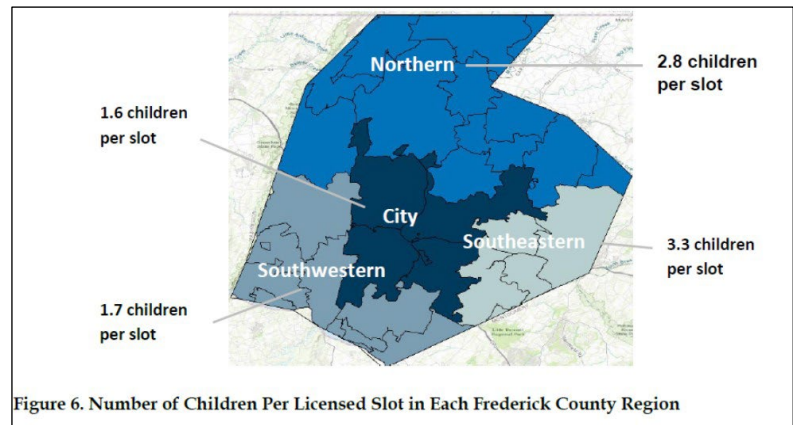 Northern
2.8 children
per slot
1.6 children
per slot
City
Southeastern
3.3 children
per slot
Southwestern
1.7 children
per slot
Figure 6. Number of Children Per Licensed Slot in Each Frederick County Region